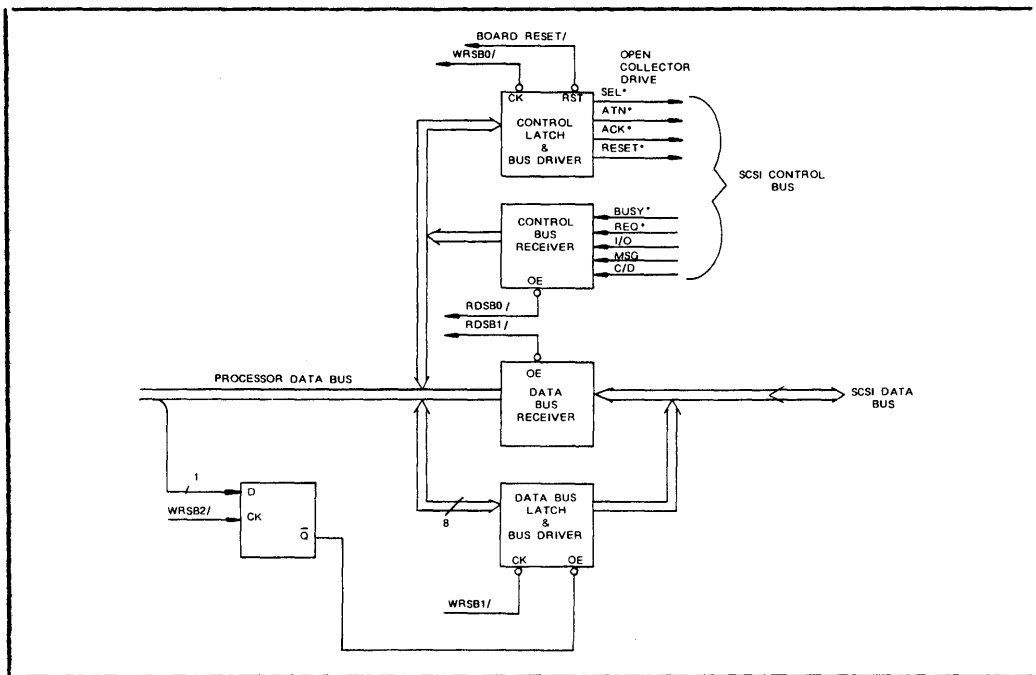 BOARD RESET/
WRSB0/
OPEN
COLLECTOR
DRIVE
CK
RST
CONTROL
LATCH
&
BUS DRIVER
SEL*
ATN*
ACK*
RESET*
SCSI CONTROL
BUS
CONTROL
BUS
RECEIVER
OE
BUSY*
REQ*
I/O
MSG
C/D
RDSB0/
RDSB1/
OE
DATA
BUS
RECEIVER
PROCESSOR DATA BUS
SCSI DATA
BUS
1
D
WRSB2/
CK
Q̅
8
DATA BUS
LATCH
&
BUS DRIVER
CK
OE
WRSB1/